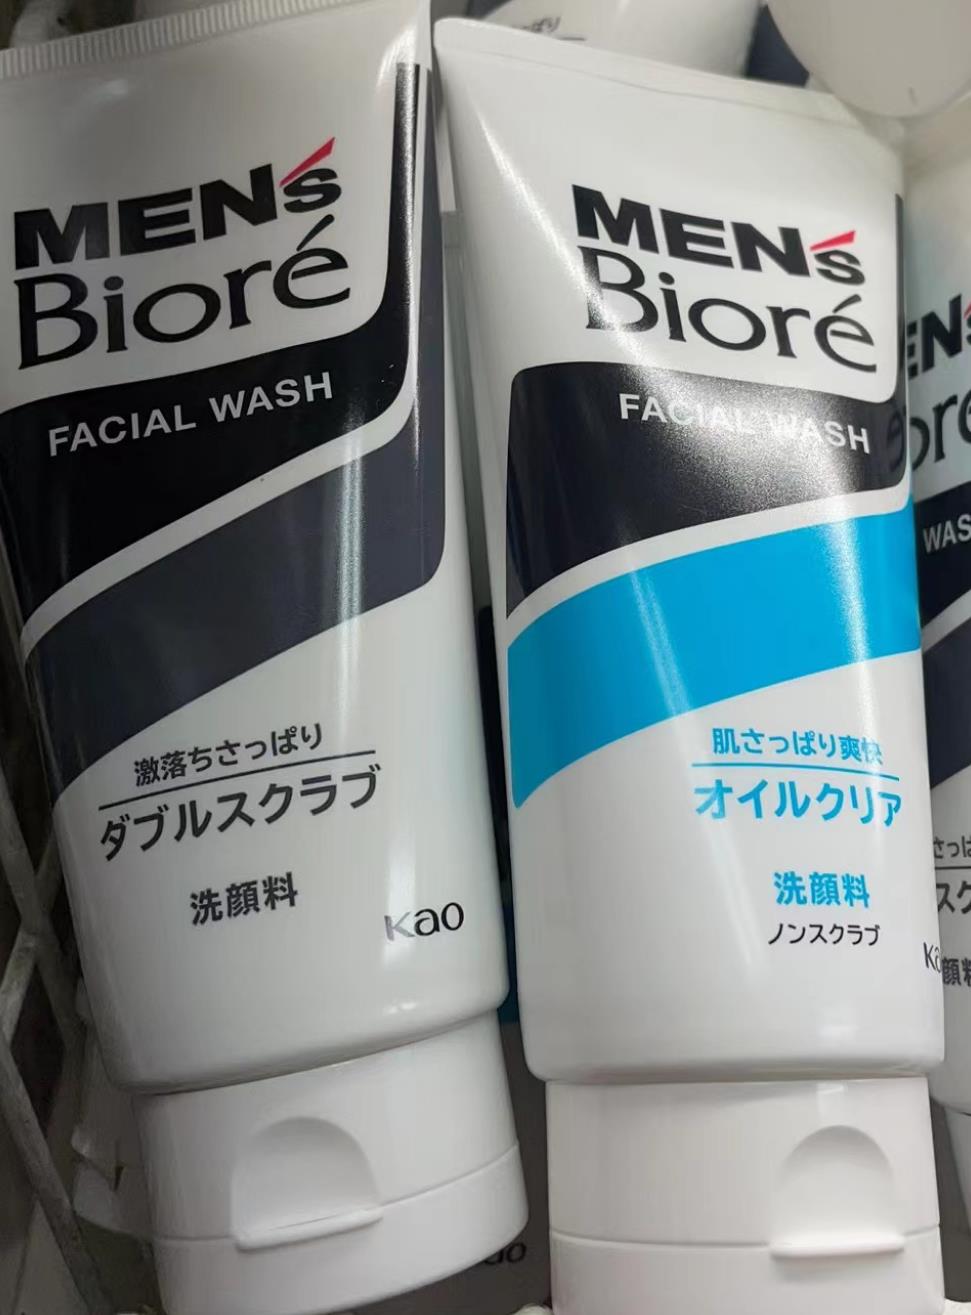 MEN's
Bioré
FACIAL WASH
激落ちさっぱり
ダブルスクラブ
洗顔料
Kao
MEN's
Bioré
FACIAL WASH
肌さっぱり爽快
オイルクリア
洗顔料
ノンスクラブ